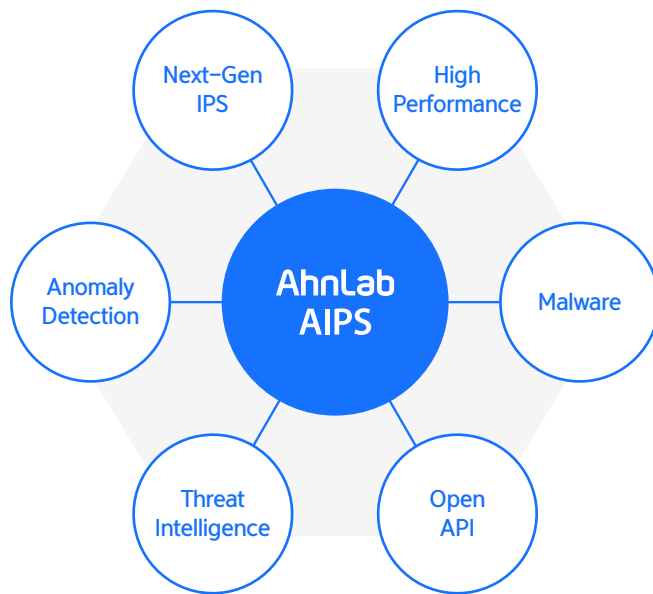 Next-Gen
IPS
High
Performance
Anomaly
Detection
AhnLab
AIPS
Malware
Threat
Intelligence
Open
API